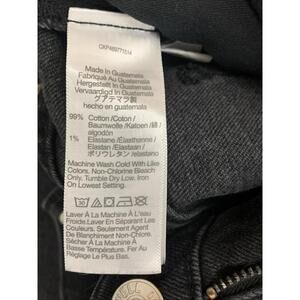 Made In Guatemala
Fabriqué Au Guatemala
Hergestellt In Guatemala
Vervaardigd In Guatemala
グアテマラ製
hecho en guatemala
99% Cotton/Coton/
Baumwolle/Katoen/綿/
algodón
1% Elastane/Élasthanne/
Elastan/Elastaan/
ポリウレタン/elastano
Machine Wash Cold With Like
Colors. Non-Chlorine Bleach
Only. Tumble Dry Low. Iron
On Lowest Setting.
Laver À La Machine À L'eau
Froide. Laver En Séparant Les
Couleurs. Seulement Agent
De Blanchiment Non-Chloré.
Sécher À La Machine À
Basse Température. Fer Au
Réglage Le Plus Bas.